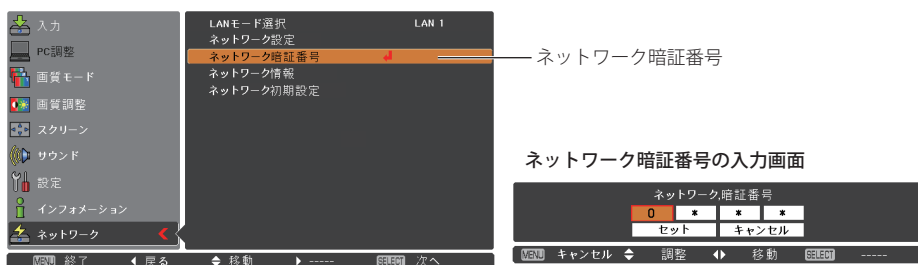 入力
PC調整
画質モード
画質調整
スクリーン
サウンド
設定
インフォメーション
ネットワーク
LANモード選択 LAN 1
ネットワーク設定
ネットワーク暗証番号
ネットワーク情報
ネットワーク初期設定
MENU 終了 戻る 移動 ----- SELECT 次へ
ネットワーク暗証番号
ネットワーク暗証番号の入力画面
ネットワーク暗証番号
0 * * *
セット キャンセル
MENU キャンセル 調整 移動 SELECT -----